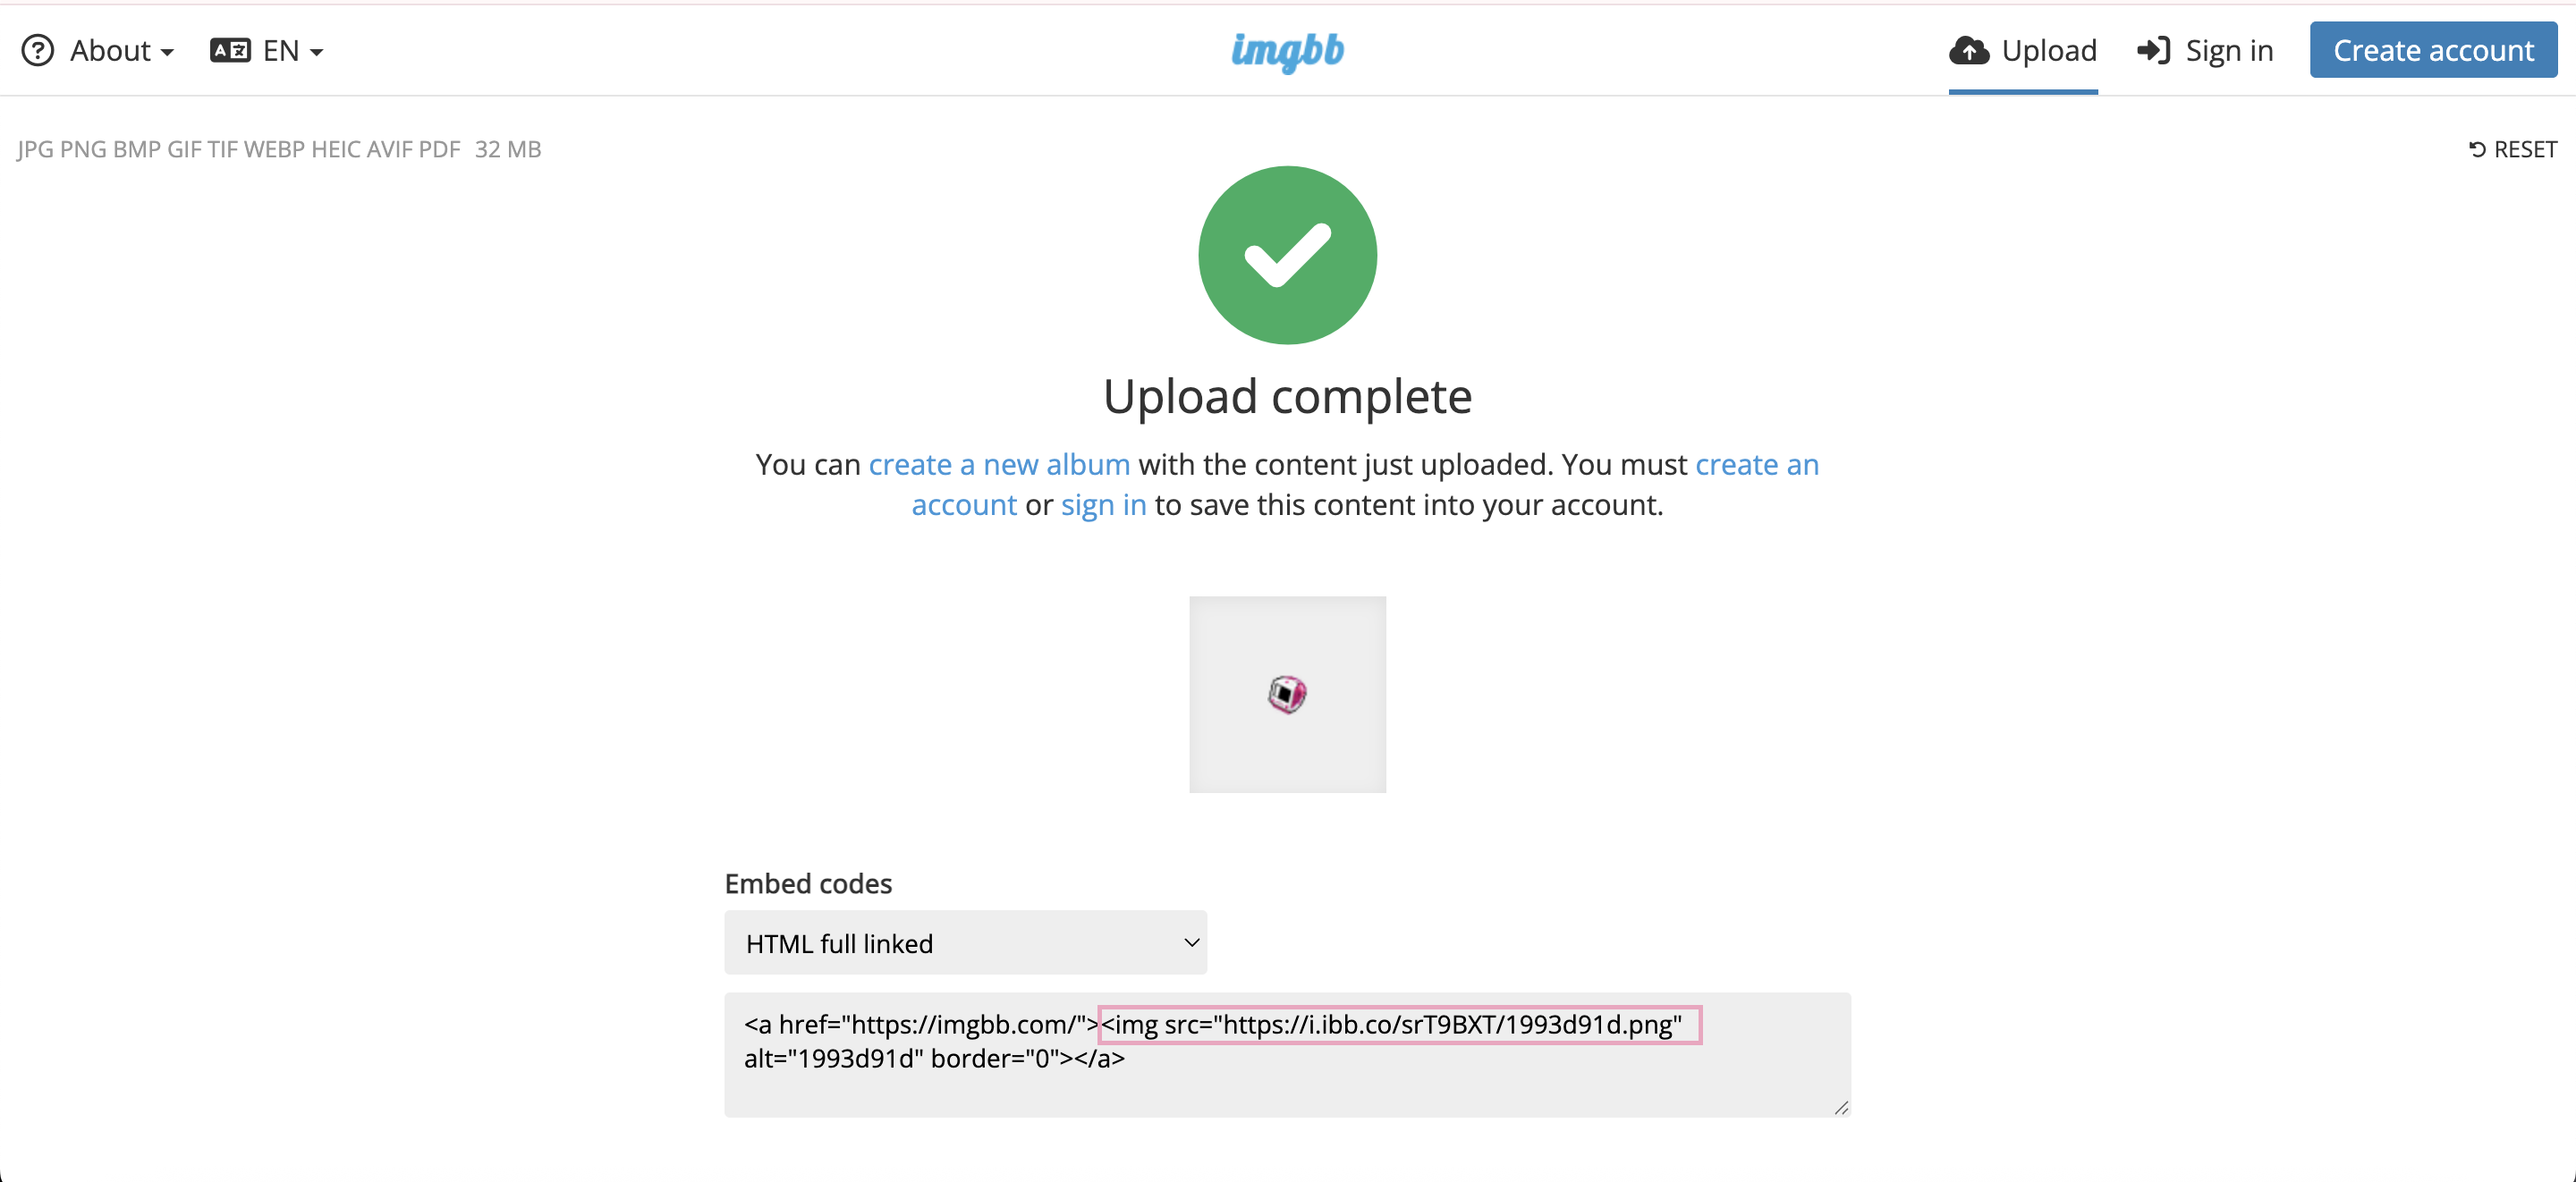 About
EN
imgbb
Upload
Sign in
Create account
JPG PNG BMP GIF TIF WEBP HEIC AVIF PDF 32 MB
RESET
Upload complete
You can create a new album with the content just uploaded. You must create an
account or sign in to save this content into your account.
Embed codes
HTML full linked
<a href="https://imgbb.com/"><img src="https://i.ibb.co/srT9BXT/1993d91d.png"
alt="1993d91d" border="0"></a>